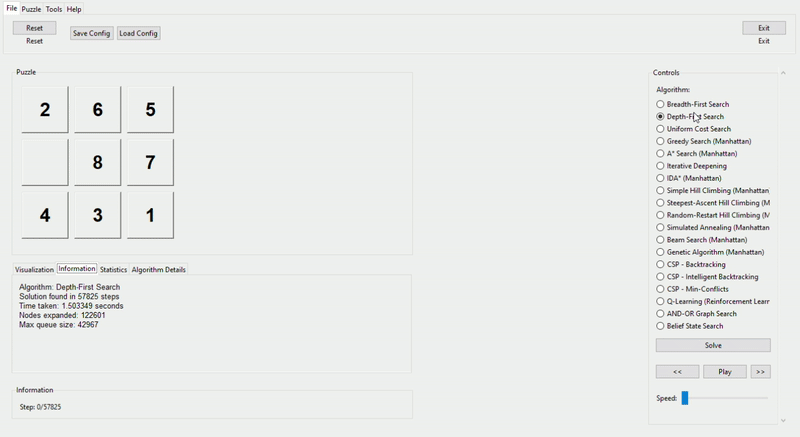 File Puzzle Tools Help
Reset
Reset
Save Config
Load Config
Exit
Exit
Puzzle
2 6 5
8 7
4 3 1
Visualization Information Statistics Algorithm Details
Algorithm: Depth-First Search
Solution found in 57825 steps
Time taken: 1.503349 seconds
Nodes expanded: 122601
Max queue size: 42967
Information
Step: 0/57825
Controls
Algorithm:
Breadth-First Search
Depth-First Search
Uniform Cost Search
Greedy Search (Manhattan)
A* Search (Manhattan)
Iterative Deepening
IDA* (Manhattan)
Simple Hill Climbing (Manhattan
Steepest-Ascent Hill Climbing (M
Random-Restart Hill Climbing (M
Simulated Annealing (Manhattan
Beam Search (Manhattan)
Genetic Algorithm (Manhattan)
CSP - Backtracking
CSP - Intelligent Backtracking
CSP - Min-Conflicts
Q-Learning (Reinforcement Learr
AND-OR Graph Search
Belief State Search
Solve
<< Play >>
Speed: